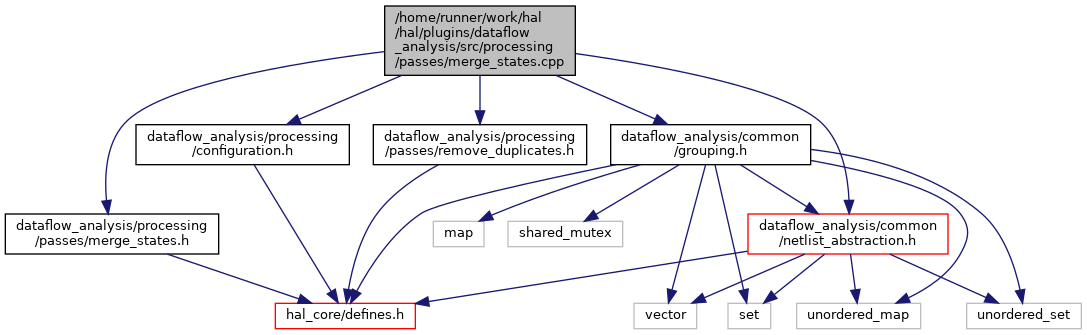 /home/runner/work/hal
/hal/plugins/dataflow
_analysis/src/processing
/passes/merge_states.cpp
dataflow_analysis/processing
/configuration.h
dataflow_analysis/processing
/passes/remove_duplicates.h
dataflow_analysis/common
/grouping.h
dataflow_analysis/processing
/passes/merge_states.h
map
shared_mutex
dataflow_analysis/common
/netlist_abstraction.h
hal_core/defines.h
vector
set
unordered_map
unordered_set